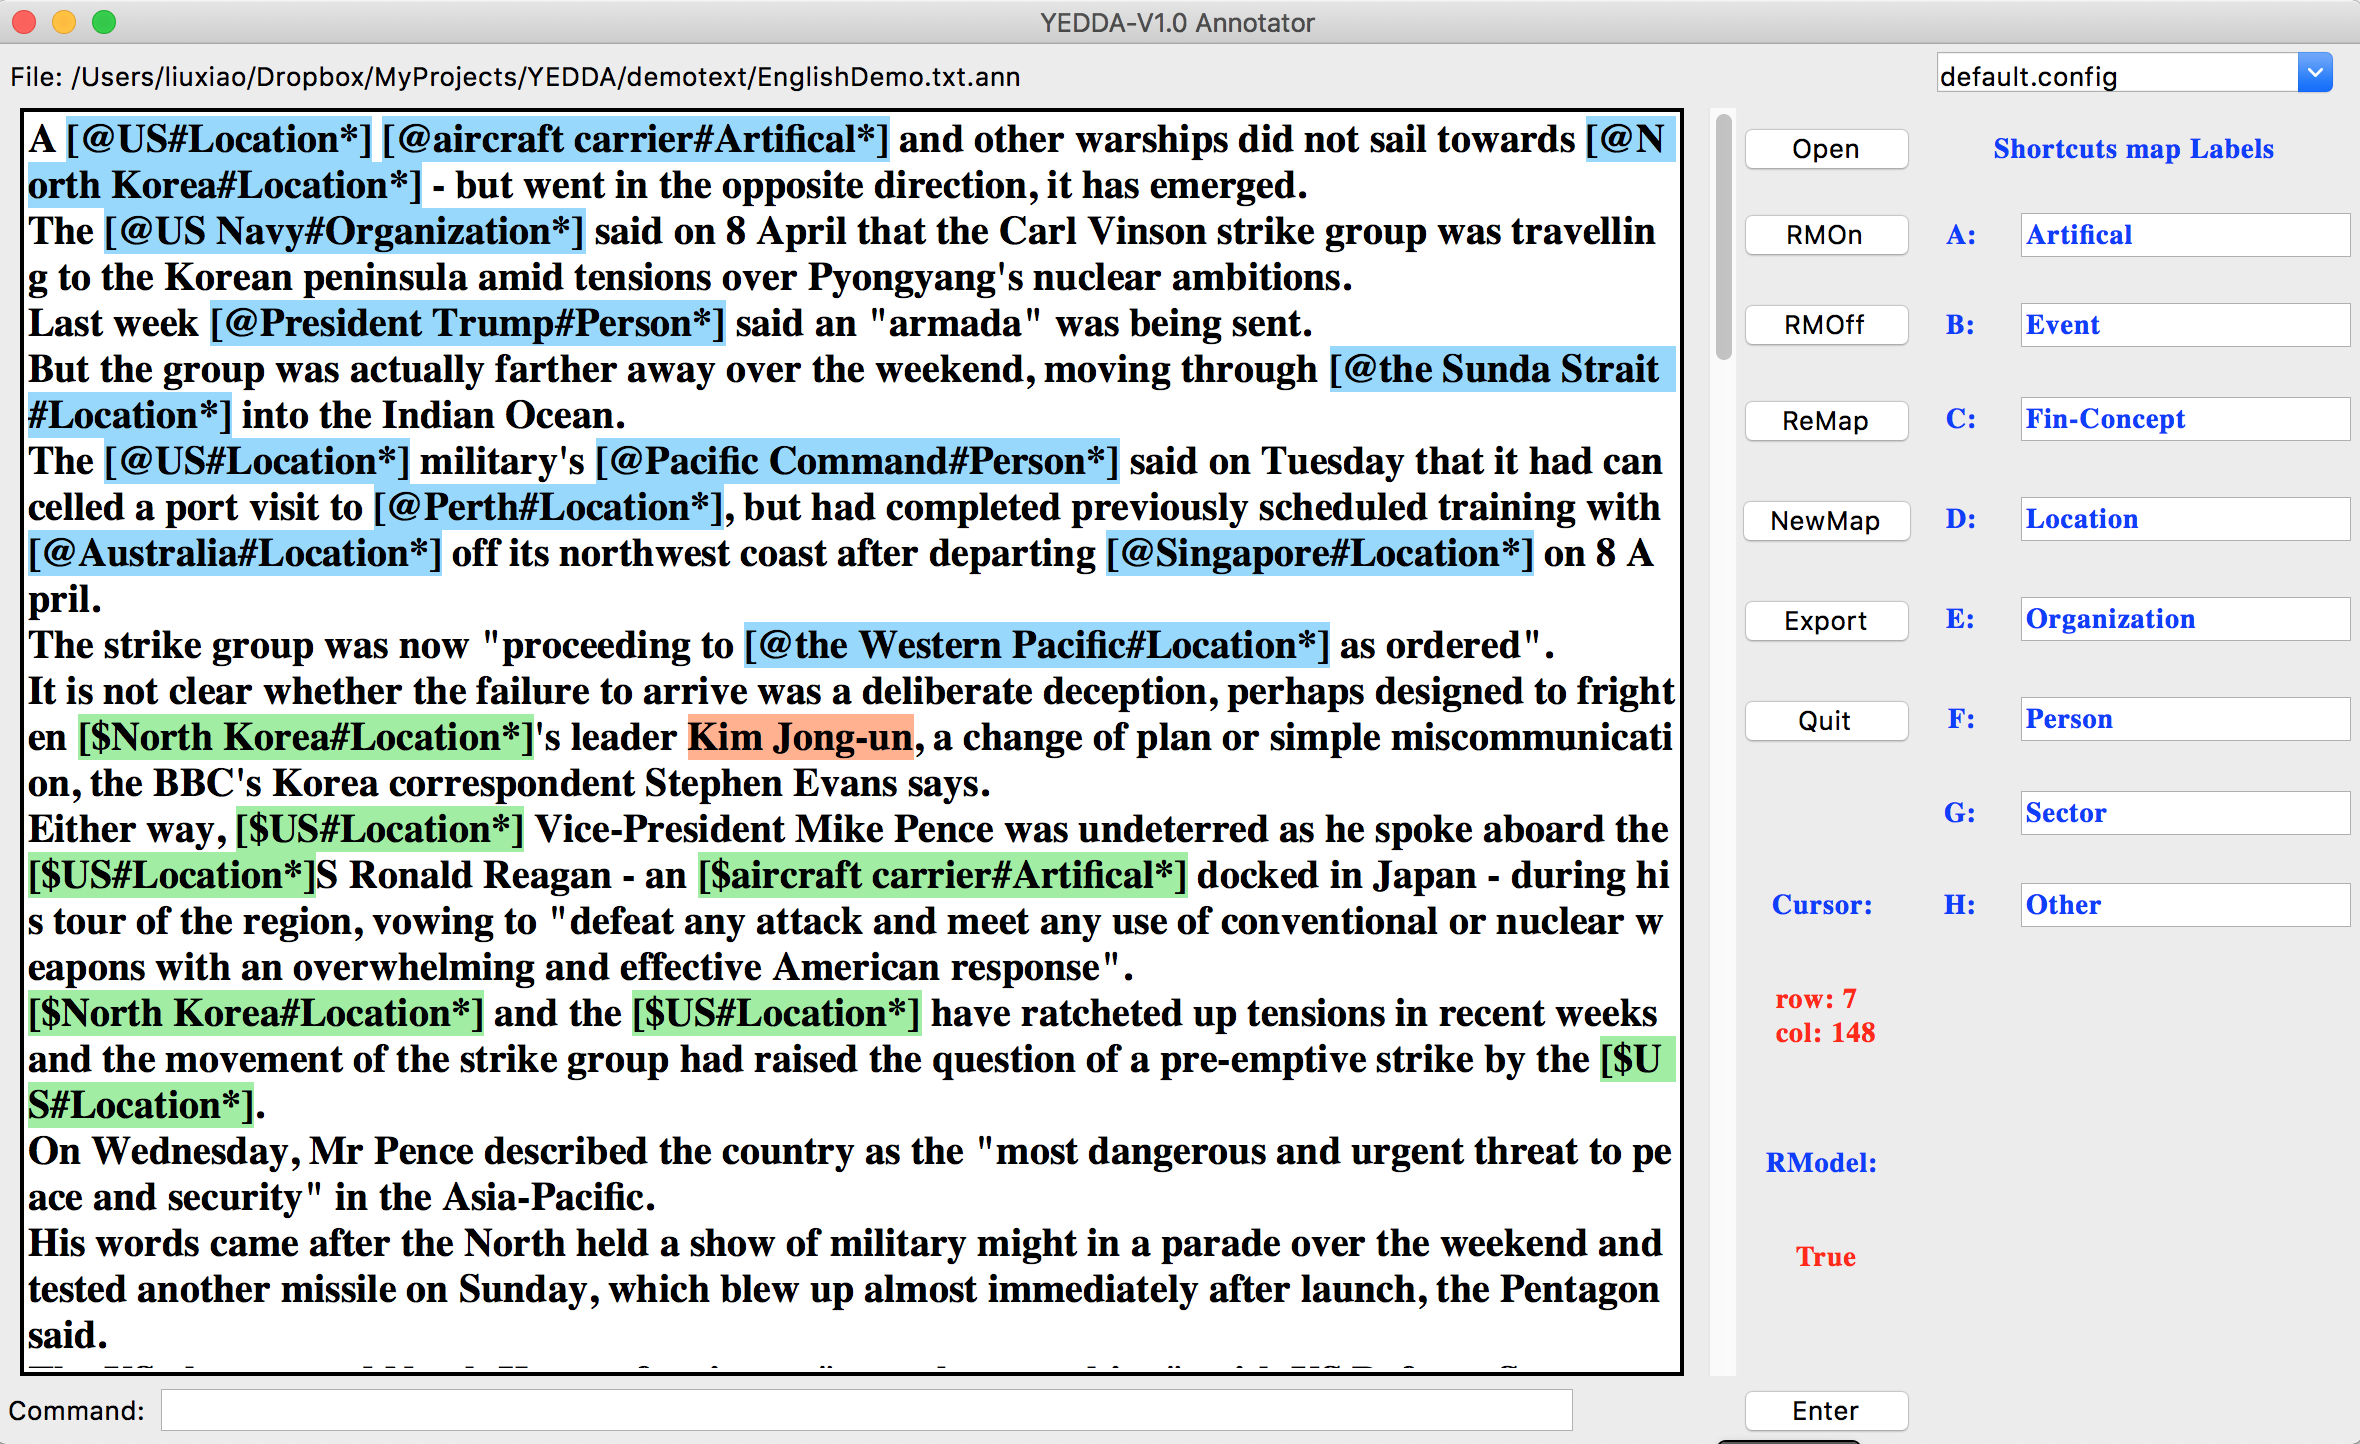 YEDDA-V1.0 Annotator
File: /Users/liuxiao/Dropbox/MyProjects/YEDDA/demotext/EnglishDemo.txt.ann
default.config
A [@US#Location*] [@aircraft carrier#Artifical*] and other warships did not sail towards [@N
orth Korea#Location*] - but went in the opposite direction, it has emerged.
The [@US Navy#Organization*] said on 8 April that the Carl Vinson strike group was travellin
g to the Korean peninsula amid tensions over Pyongyang's nuclear ambitions.
Last week [@President Trump#Person*] said an "armada" was being sent.
But the group was actually farther away over the weekend, moving through [@the Sunda Strait
#Location*] into the Indian Ocean.
The [@US#Location*] military's [@Pacific Command#Person*] said on Tuesday that it had can
celled a port visit to [@Perth#Location*], but had completed previously scheduled training with
[@Australia#Location*] off its northwest coast after departing [@Singapore#Location*] on 8 A
pril.
The strike group was now "proceeding to [@the Western Pacific#Location*] as ordered".
It is not clear whether the failure to arrive was a deliberate deception, perhaps designed to fright
en [$North Korea#Location*]'s leader Kim Jong-un, a change of plan or simple miscommunicati
on, the BBC's Korea correspondent Stephen Evans says.
Either way, [$US#Location*] Vice-President Mike Pence was undeterred as he spoke aboard the
[$US#Location*]S Ronald Reagan - an [$aircraft carrier#Artifical*] docked in Japan - during hi
s tour of the region, vowing to "defeat any attack and meet any use of conventional or nuclear w
eapons with an overwhelming and effective American response".
[$North Korea#Location*] and the [$US#Location*] have ratcheted up tensions in recent weeks
and the movement of the strike group had raised the question of a pre-emptive strike by the [$U
S#Location*].
On Wednesday, Mr Pence described the country as the "most dangerous and urgent threat to pe
ace and security" in the Asia-Pacific.
His words came after the North held a show of military might in a parade over the weekend and
tested another missile on Sunday, which blew up almost immediately after launch, the Pentagon
said.
Open
RMOn
RMOff
ReMap
NewMap
Export
Quit
Shortcuts map Labels
A: Artifical
B: Event
C: Fin-Concept
D: Location
E: Organization
F: Person
G: Sector
H: Other
Cursor:
row: 7
col: 148
RModel:
True
Command:
Enter